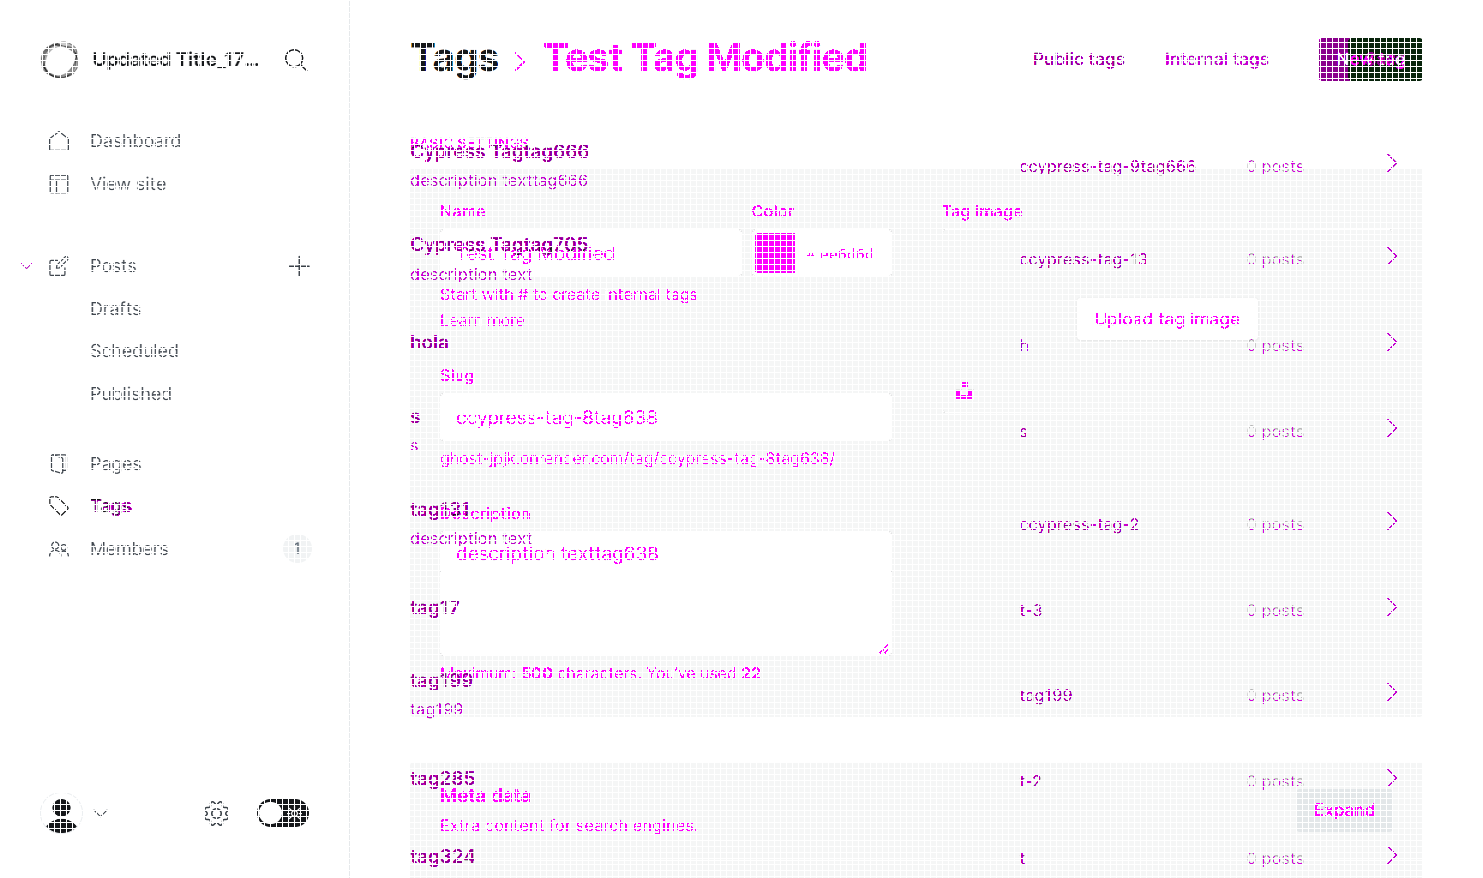 Updated Title_17...
Dashboard
View site
Posts
Drafts
Scheduled
Published
Pages
Tags
Members
1
Tags > Test Tag Modified
Public tags
Internal tags
New tag
Cypress Tagtag666
description texttag666
ccypress-tag-9tag666
0 posts
Name
Color
Tag image
Cypress Tagtag705
Test Tag Modified
description text
ccypress-tag-13
0 posts
Start with # to create internal tags
Learn more
Upload tag image
hola
h
0 posts
Slug
s
ccypress-tag-8tag638
s
s
0 posts
ghost-jpjk.onrender.com/tag/ccypress-tag-8tag638/
Description
description text
ccypress-tag-2
0 posts
description texttag638
tag17
t-3
0 posts
Maximum: 500 characters. You've used 22
tag199
tag199
tag199
0 posts
tag285
t-2
0 posts
Meta data
Extra content for search engines.
Expand
tag324
t
0 posts